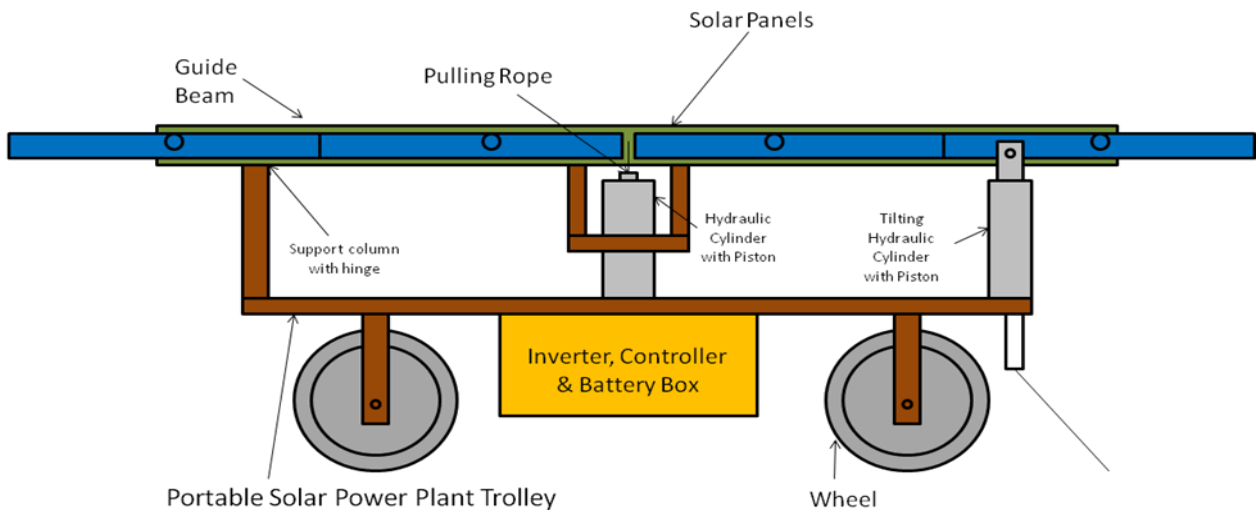 Solar Panels
Guide
Beam
Pulling Rope
Support column
with hinge
Hydraulic
Cylinder
with Piston
Tilting
Hydraulic
Cylinder
with Piston
Inverter, Controller
& Battery Box
Portable Solar Power Plant Trolley
Wheel